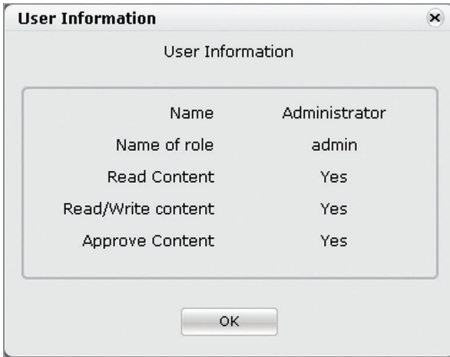 User Information
User Information
Name Administrator
Name of role admin
Read Content Yes
Read/Write content Yes
Approve Content Yes
OK